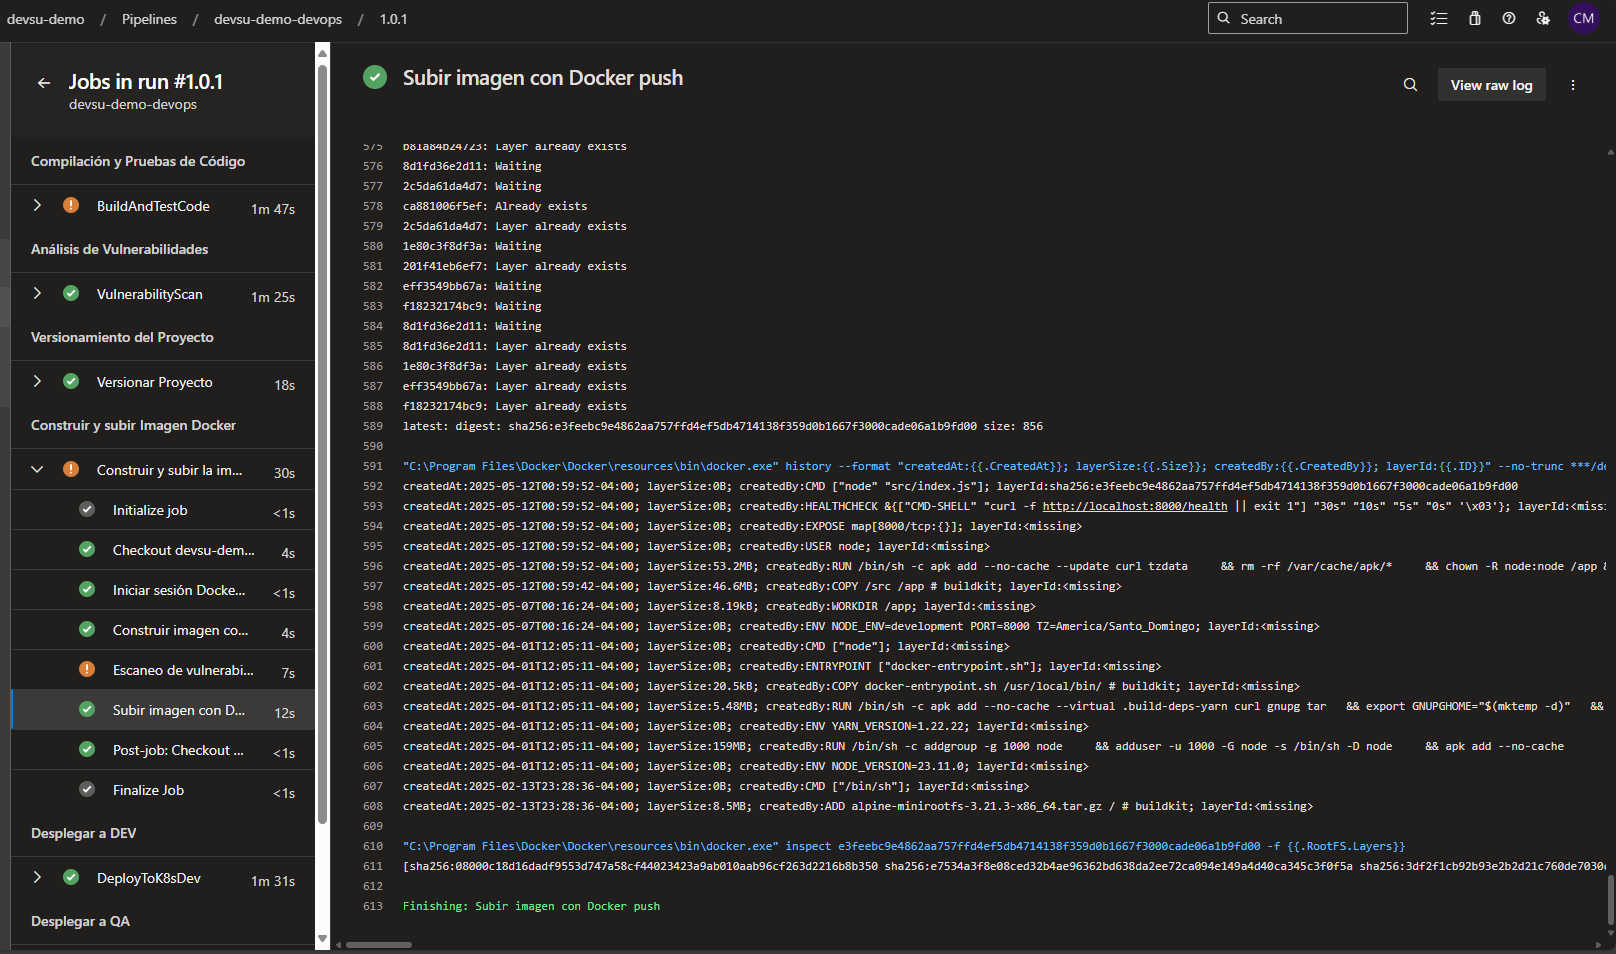 devsu-demo / Pipelines / devsu-demo-devops / 1.0.1
Search
CM
Jobs in run #1.0.1
devsu-demo-devops
Compilación y Pruebas de Código
BuildAndTestCode 1m 47s
Análisis de Vulnerabilidades
VulnerabilityScan 1m 25s
Versionamiento del Proyecto
Versionar Proyecto 18s
Construir y subir Imagen Docker
Construir y subir la im... 30s
Initialize job <1s
Checkout devsu-dem... 4s
Iniciar sesión Docke... <1s
Construir imagen co... 4s
Escaneo de vulnerabi... 7s
Subir imagen con D... 12s
Post-job: Checkout ... <1s
Finalize Job <1s
Desplegar a DEV
DeployToK8sDev 1m 31s
Desplegar a QA
Subir imagen con Docker push
View raw log
575 b81a84b24723: Layer already exists
576 8d1fd36e2d11: Waiting
577 2c5da61da4d7: Waiting
578 ca881006f5ef: Already exists
579 2c5da61da4d7: Layer already exists
580 1e80c3f8df3a: Waiting
581 201f41eb6ef7: Layer already exists
582 eff3549bb67a: Waiting
583 f18232174bc9: Waiting
584 8d1fd36e2d11: Waiting
585 8d1fd36e2d11: Layer already exists
586 1e80c3f8df3a: Layer already exists
587 eff3549bb67a: Layer already exists
588 f18232174bc9: Layer already exists
589 latest: digest: sha256:e3feebc9e4862aa757ffd4ef5db4714138f359d0b1667f3000cade06a1b9fd00 size: 856
590
591 "C:\Program Files\Docker\Docker\resources\bin\docker.exe" history --format "createdAt:{{.CreatedAt}}; layerSize:{{.Size}}; createdBy:{{.CreatedBy}}; layerId:{{.ID}}" --no-trunc ***/de
592 createdAt:2025-05-12T00:59:52-04:00; layerSize:0B; createdBy:CMD ["node" "src/index.js"]; layerId:sha256:e3feebc9e4862aa757ffd4ef5db4714138f359d0b1667f3000cade06a1b9fd00
593 createdAt:2025-05-12T00:59:52-04:00; layerSize:0B; createdBy:HEALTHCHECK &{["CMD-SHELL" "curl -f http://localhost:8000/health || exit 1"] "30s" "10s" "5s" "0s" '\x03'}; layerId:<missi
594 createdAt:2025-05-12T00:59:52-04:00; layerSize:0B; createdBy:EXPOSE map[8000/tcp:{}]; layerId:<missing>
595 createdAt:2025-05-12T00:59:52-04:00; layerSize:0B; createdBy:USER node; layerId:<missing>
596 createdAt:2025-05-12T00:59:52-04:00; layerSize:53.2MB; createdBy:RUN /bin/sh -c apk add --no-cache --update curl tzdata && rm -rf /var/cache/apk/* && chown -R node:node /app &
597 createdAt:2025-05-12T00:59:42-04:00; layerSize:46.6MB; createdBy:COPY /src /app # buildkit; layerId:<missing>
598 createdAt:2025-05-07T00:16:24-04:00; layerSize:8.19kB; createdBy:WORKDIR /app; layerId:<missing>
599 createdAt:2025-05-07T00:16:24-04:00; layerSize:0B; createdBy:ENV NODE_ENV=development PORT=8000 TZ=America/Santo_Domingo; layerId:<missing>
600 createdAt:2025-04-01T12:05:11-04:00; layerSize:0B; createdBy:CMD ["node"]; layerId:<missing>
601 createdAt:2025-04-01T12:05:11-04:00; layerSize:0B; createdBy:ENTRYPOINT ["docker-entrypoint.sh"]; layerId:<missing>
602 createdAt:2025-04-01T12:05:11-04:00; layerSize:20.5kB; createdBy:COPY docker-entrypoint.sh /usr/local/bin/ # buildkit; layerId:<missing>
603 createdAt:2025-04-01T12:05:11-04:00; layerSize:5.48MB; createdBy:RUN /bin/sh -c apk add --no-cache --virtual .build-deps-yarn curl gnupg tar && export GNUPGHOME="$(mktemp -d)" &&
604 createdAt:2025-04-01T12:05:11-04:00; layerSize:0B; createdBy:ENV YARN_VERSION=1.22.22; layerId:<missing>
605 createdAt:2025-04-01T12:05:11-04:00; layerSize:159MB; createdBy:RUN /bin/sh -c addgroup -g 1000 node && adduser -u 1000 -G node -s /bin/sh -D node && apk add --no-cache
606 createdAt:2025-04-01T12:05:11-04:00; layerSize:0B; createdBy:ENV NODE_VERSION=23.11.0; layerId:<missing>
607 createdAt:2025-02-13T23:28:36-04:00; layerSize:0B; createdBy:CMD ["/bin/sh"]; layerId:<missing>
608 createdAt:2025-02-13T23:28:36-04:00; layerSize:8.5MB; createdBy:ADD alpine-minirootfs-3.21.3-x86_64.tar.gz / # buildkit; layerId:<missing>
609
610 "C:\Program Files\Docker\Docker\resources\bin\docker.exe" inspect e3feebc9e4862aa757ffd4ef5db4714138f359d0b1667f3000cade06a1b9fd00 -f {{.RootFS.Layers}}
611 [sha256:08000c18d16dadf9553d747a58cf44023423a9ab010aab96cf263d2216b8b350 sha256:e7534a3f8e08ced32b4ae96362bd638da2ee72ca094e149a4d40ca345c3f0f5a sha256:3df2f1cb92b93e2b2d21c760de7030
612
613 Finishing: Subir imagen con Docker push